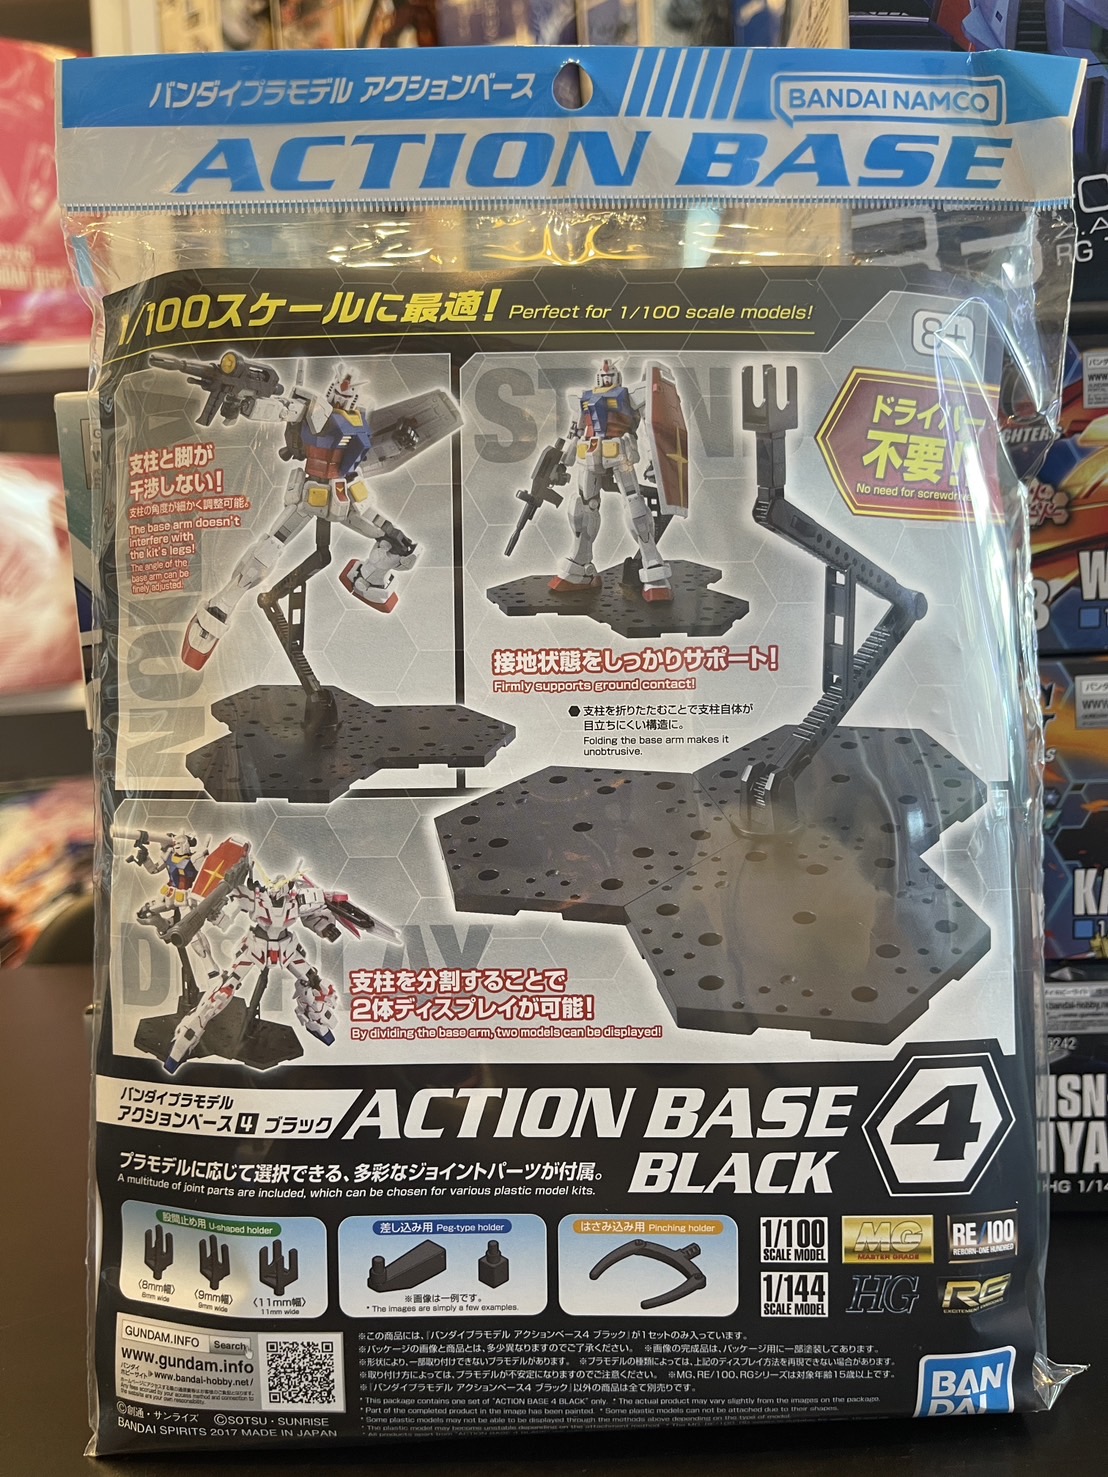 バンダイプラモデル アクションベース
BANDAI NAMCO
ACTION BASE
1/100スケールに最適! Perfect for 1/100 scale models!
8+
ドライバー
不要!
No need for screwdriver
支柱と脚が
干渉しない!
支柱の角度が細かく調整可能。
The base arm doesn't
interfere with
the kit's legs!
The angle of the
base arm can be
finely adjusted.
STAND
接地状態をしっかりサポート!
Firmly supports ground contact!
支柱を折りたたむことで支柱自体が
目立ちにくい構造に。
Folding the base arm makes it
unobtrusive.
DISPLAY
支柱を分割することで
2体ディスプレイが可能!
By dividing the base arm, two models can be displayed!
バンダイプラモデル
アクションベース4 ブラック
ACTION BASE 4
BLACK
プラモデルに応じて選択できる、多彩なジョイントパーツが付属。
A multitude of joint parts are included, which can be chosen for various plastic model kits.
股間止め用 U-shaped holder
〈8mm幅〉
8mm wide
〈9mm幅〉
9mm wide
〈11mm幅〉
11mm wide
差し込み用 Peg-type holder
※画像は一例です。
* The images are simply a few examples.
はさみ込み用 Pinching holder
1/100
SCALE MODEL
MG
MASTER GRADE
RE/100
REBORN-ONE HUNDRED
1/144
SCALE MODEL
HG
RG
GUNDAM.INFO Search
www.gundam.info
バンダイ
ホビーサイト www.bandai-hobby.net/
©創通・サンライズ ©SOTSU・SUNRISE
BANDAI SPIRITS 2017 MADE IN JAPAN
※この商品には、「バンダイプラモデル アクションベース4 ブラック」が1セットのみ入っています。
※パッケージの画像と商品とは、多少異なりますのでご了承ください。 ※画像の完成品は、パッケージ用に一部塗装してあります。
※形状により、一部取り付けできないプラモデルがあります。 ※プラモデルの種類によっては、上記のディスプレイ方法を再現できない場合があります。
※取り付け方によっては、プラモデルが不安定になりますのでご注意ください。 ※MG、RE/100、RGシリーズは対象年齢15歳以上です。
※「バンダイプラモデル アクションベース4 ブラック」以外の商品は全て別売りです。
* This package contains one set of "ACTION BASE 4 BLACK" only. * The actual product may vary slightly from the images on the package.
* Part of the completed product in the image has been painted. * Some plastic models can not be attached due to their shapes.
* Some plastic models may not be able to be displayed through the methods above depending on the type of model.
BAN
DAI
RG
HG 1/14